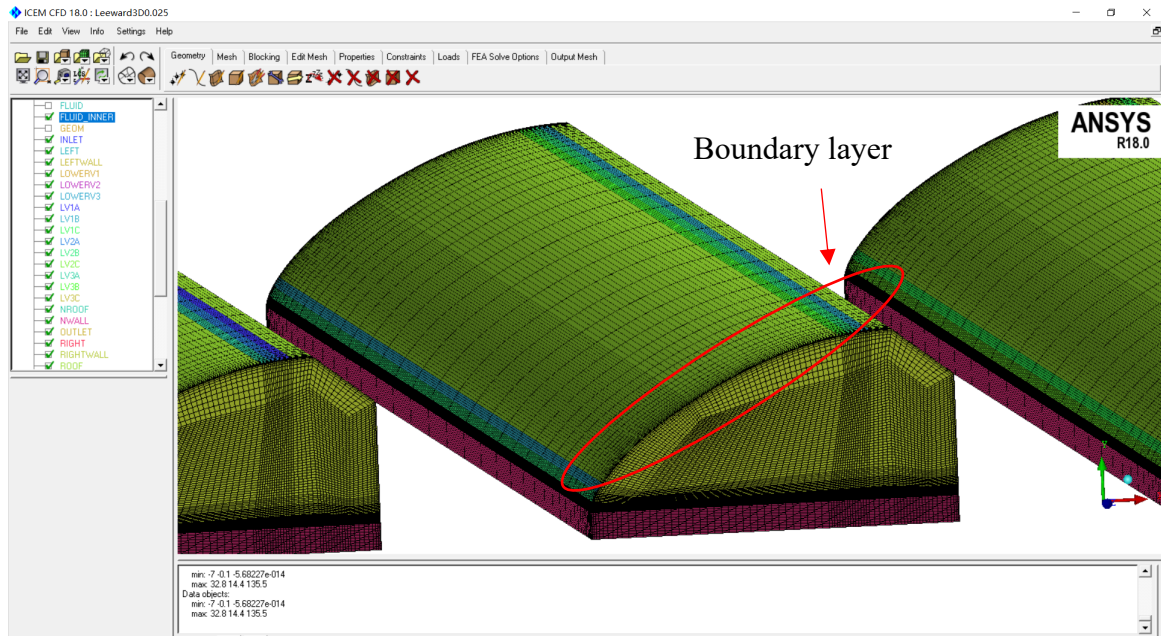 ICEM CFD 18.0 : Leeward3D0.025
File Edit View Info Settings Help
Geometry Mesh Blocking Edit Mesh Properties Constraints Loads FEA Solve Options Output Mesh
FLUID
FLUID_INNER
GEOM
INLET
LEFT
LEFTWALL
LOWERV1
LOWERV2
LOWERV3
LV1A
LV1B
LV1C
LV2A
LV2B
LV2C
LV3A
LV3B
LV3C
NROOF
NWALL
OUTLET
RIGHT
RIGHTWALL
ROOF
Boundary layer
ANSYS
R18.0
min: -7 -0.1 -5.68227e-014
max: 32.8 14.4 135.5
Data objects:
min: -7 -0.1 -5.68227e-014
max: 32.8 14.4 135.5